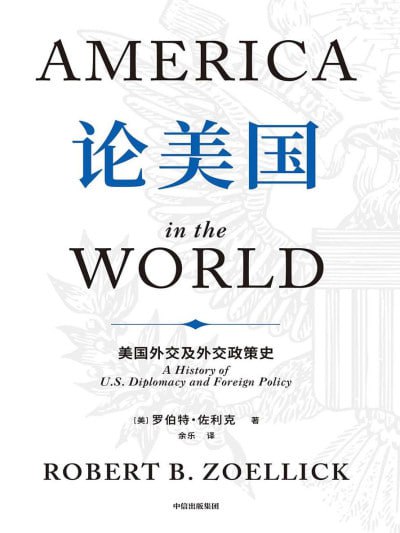 AMERICA
论美国
in the
WORLD
美国外交及外交政策史
A History of
U.S. Diplomacy and Foreign Policy
[美] 罗伯特·佐利克 著
余乐 译
ROBERT B. ZOELLICK
中信出版集团